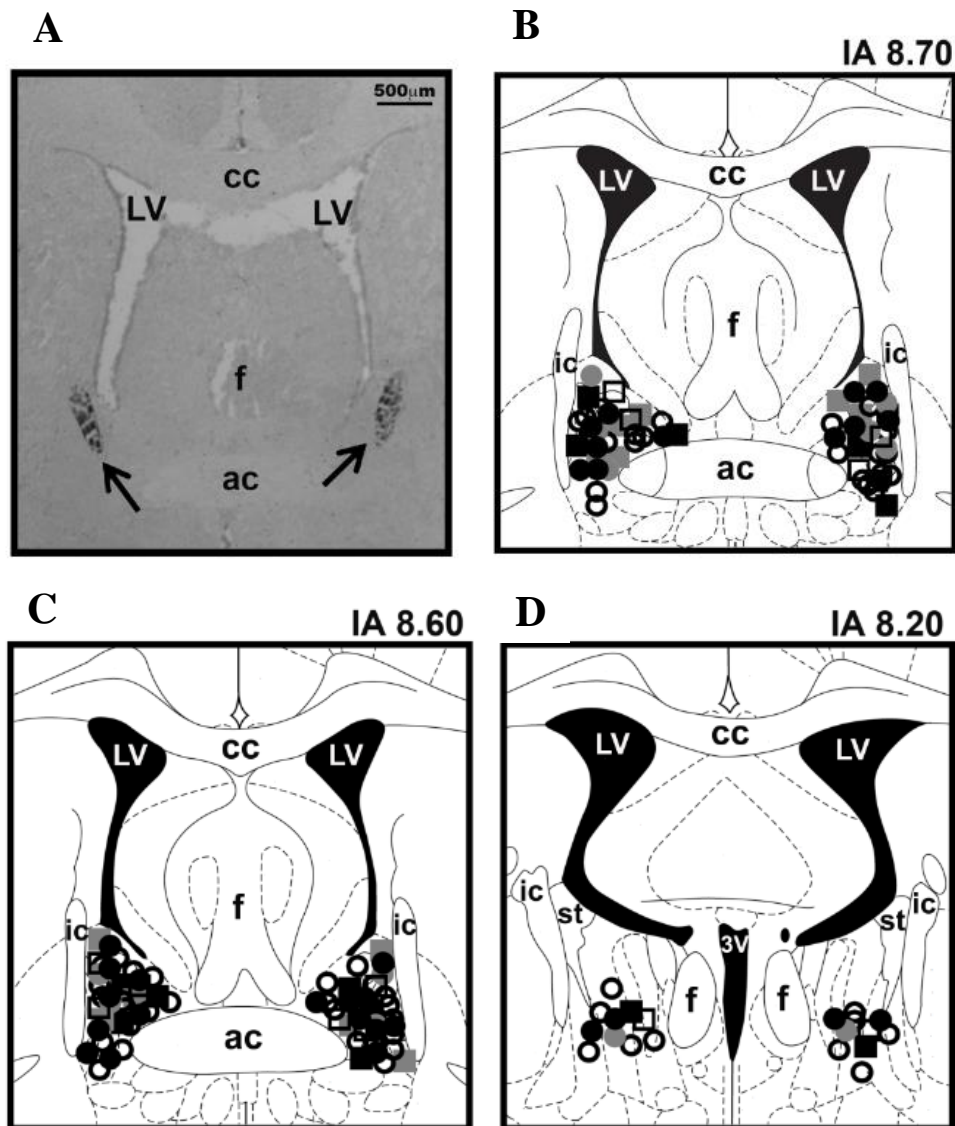 A
500μm
cc
LV LV
f
ac
B
IA 8.70
LV LV
cc
f
ic ic
ac
C
IA 8.60
LV cc LV
f
ic ic
ac
D
IA 8.20
LV cc LV
ic st st ic
3V
f f